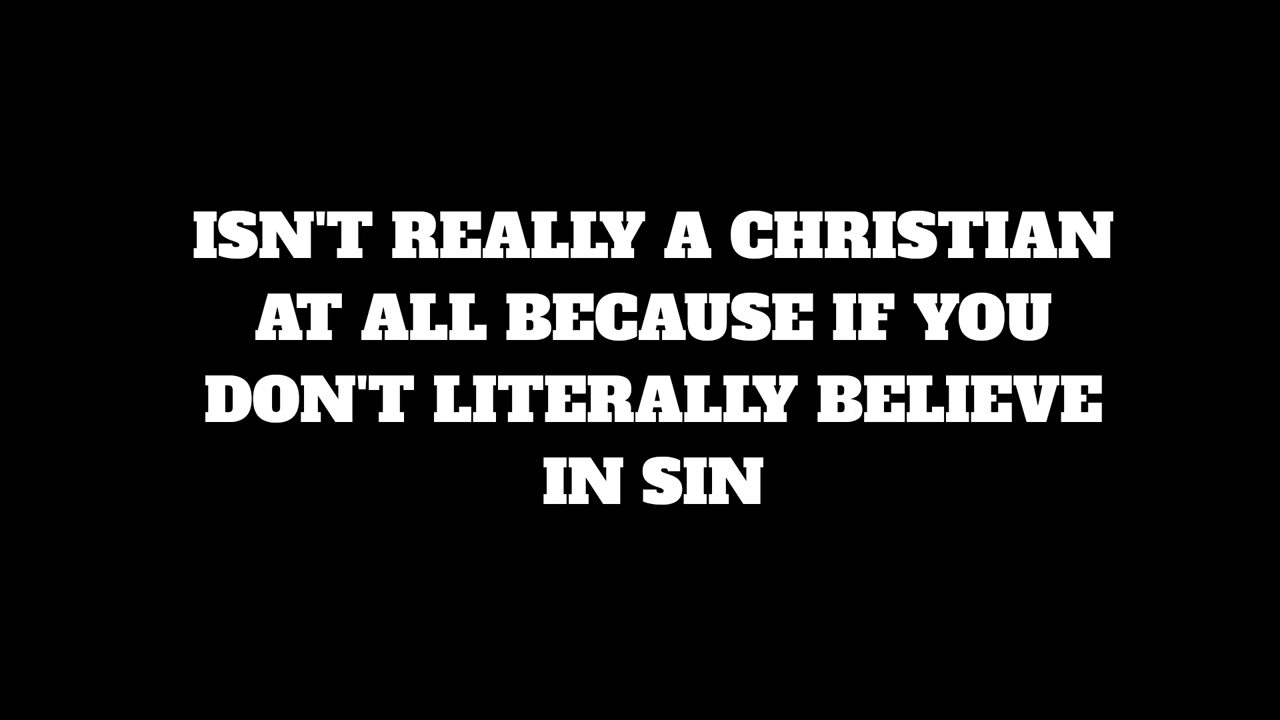 ISN'T REALLY A CHRISTIAN
AT ALL BECAUSE IF YOU
DON'T LITERALLY BELIEVE
IN SIN